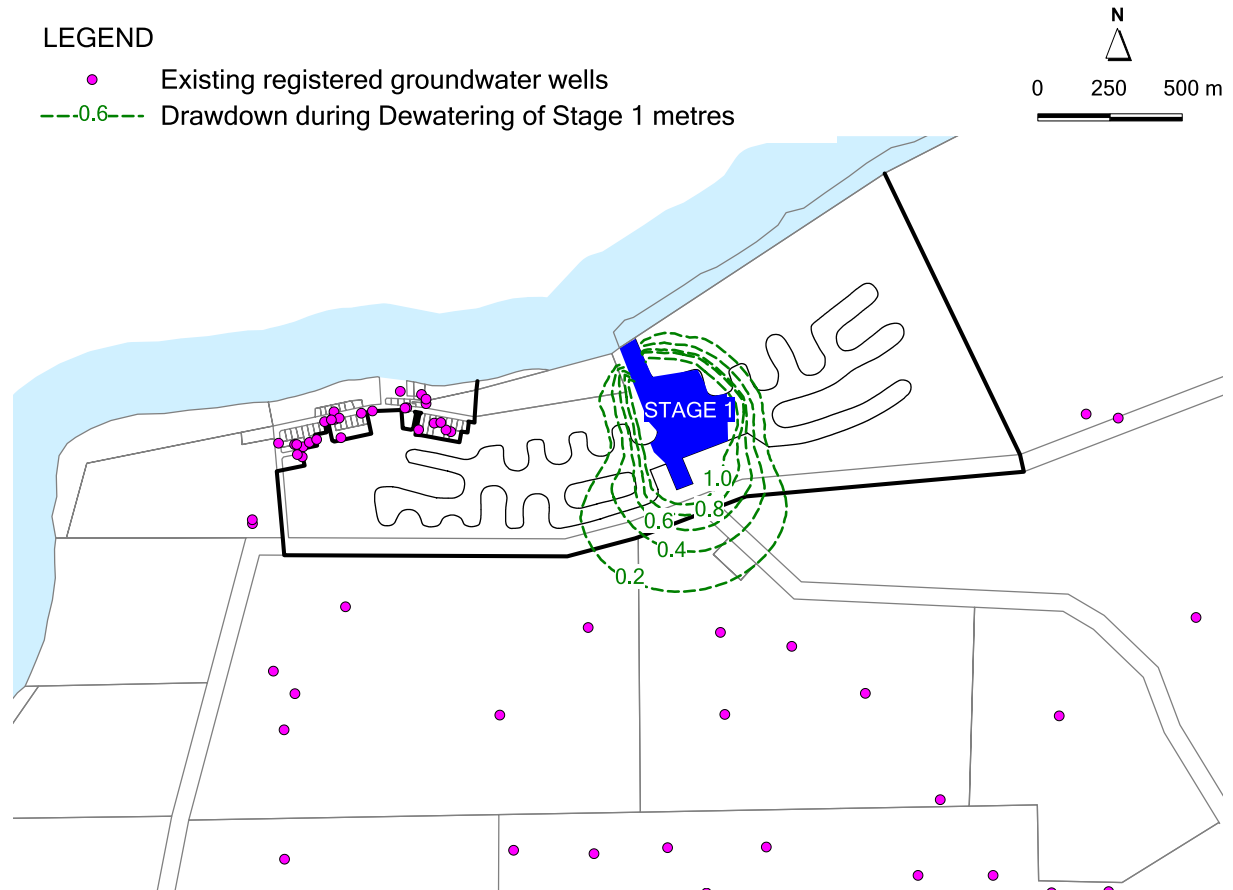 LEGEND
N
Existing registered groundwater wells
0 250 500 m
0.6
Drawdown during Dewatering of Stage 1 metres
STAGE 1
1.0
0.8
0.6
0.4
0.2